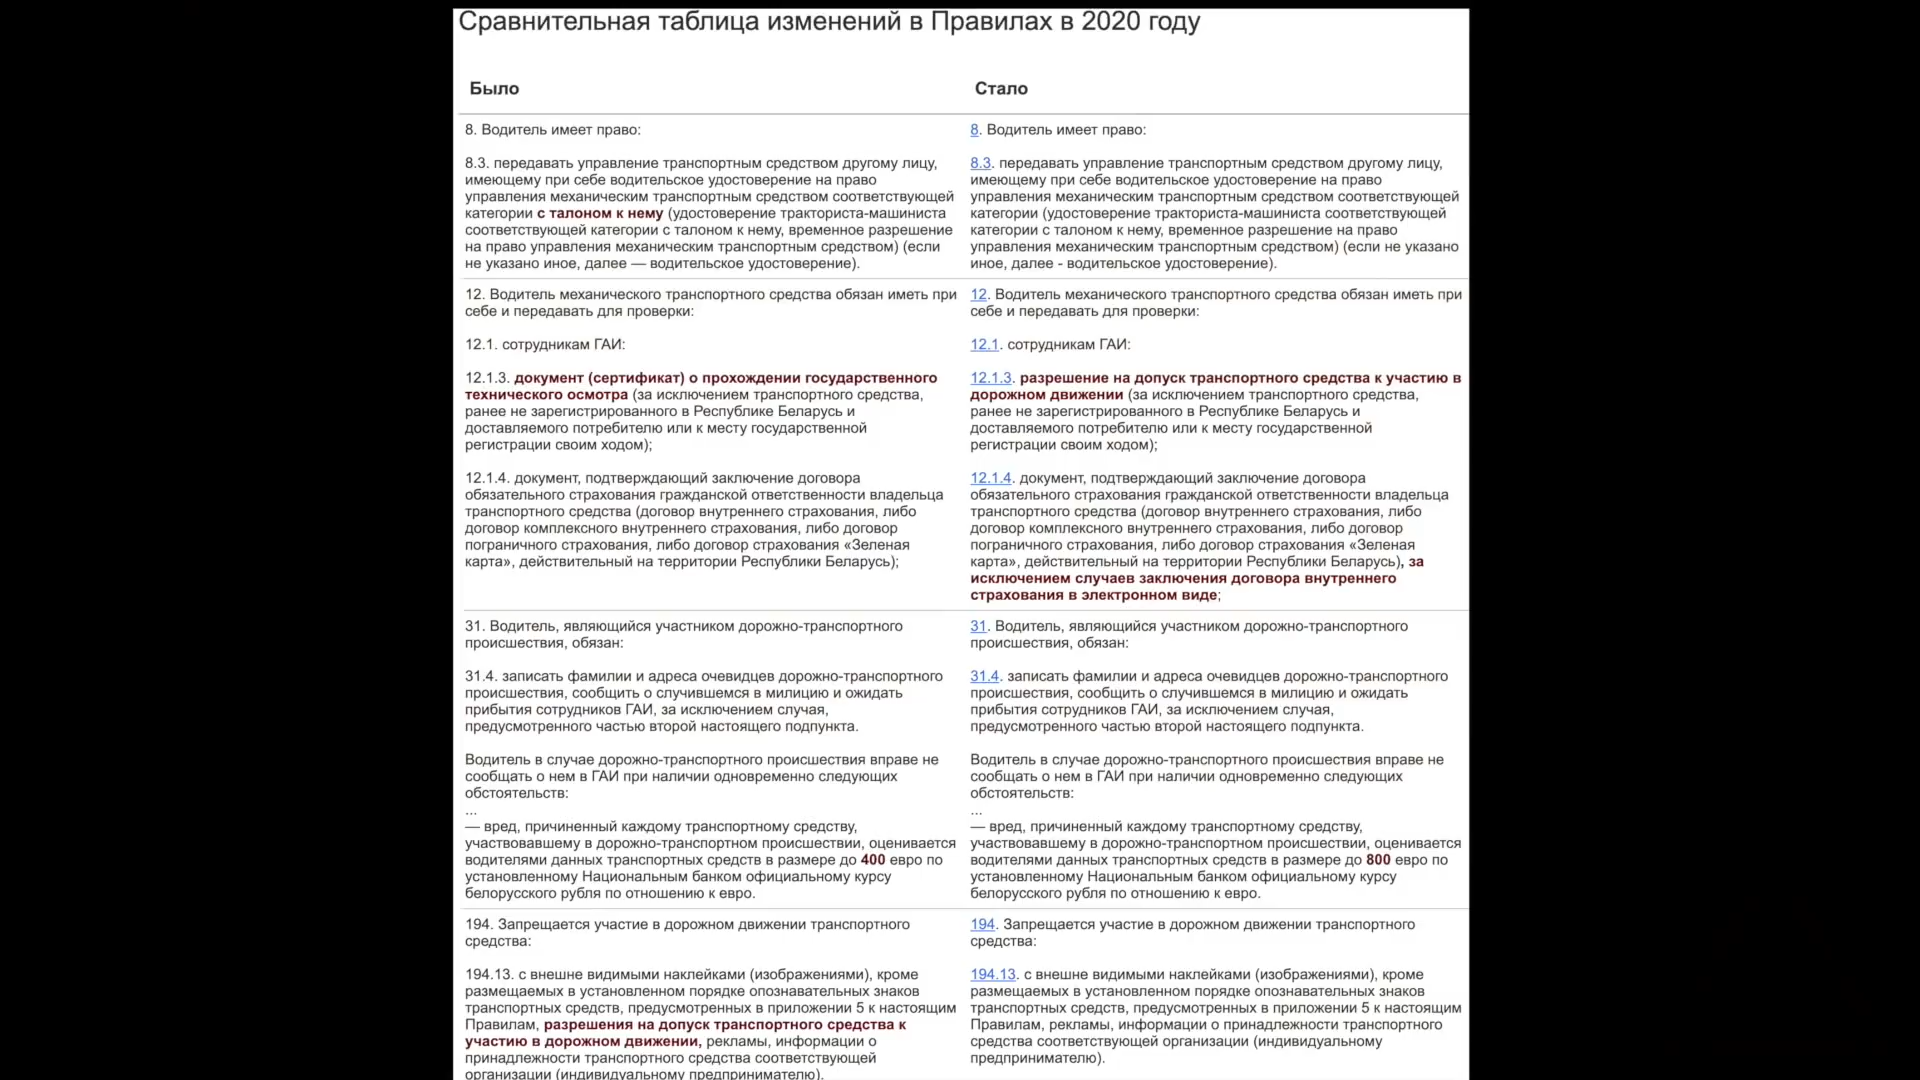 Сравнительная таблица изменений в Правилах в 2020 году
Было
Стало
8. Водитель имеет право:
8.3. передавать управление транспортным средством другому лицу,
имеющему при себе водительское удостоверение на право
управления механическим транспортным средством соответствующей
категории с талоном к нему (удостоверение тракториста-машиниста
соответствующей категории с талоном к нему, временное разрешение
на право управления механическим транспортным средством) (если
не указано иное, далее — водительское удостоверение).
8. Водитель имеет право:
8.3. передавать управление транспортным средством другому лицу,
имеющему при себе водительское удостоверение на право
управления механическим транспортным средством соответствующей
категории (удостоверение тракториста-машиниста соответствующей
категории с талоном к нему, временное разрешение на право
управления механическим транспортным средством) (если не указано
иное, далее - водительское удостоверение).
12. Водитель механического транспортного средства обязан иметь при
себе и передавать для проверки:
12.1. сотрудникам ГАИ:
12.1.3. документ (сертификат) о прохождении государственного
технического осмотра (за исключением транспортного средства,
ранее не зарегистрированного в Республике Беларусь и
доставляемого потребителю или к месту государственной
регистрации своим ходом);
12.1.4. документ, подтверждающий заключение договора
обязательного страхования гражданской ответственности владельца
транспортного средства (договор внутреннего страхования, либо
договор комплексного внутреннего страхования, либо договор
пограничного страхования, либо договор страхования «Зеленая
карта», действительный на территории Республики Беларусь);
12. Водитель механического транспортного средства обязан иметь при
себе и передавать для проверки:
12.1. сотрудникам ГАИ:
12.1.3. разрешение на допуск транспортного средства к участию в
дорожном движении (за исключением транспортного средства,
ранее не зарегистрированного в Республике Беларусь и
доставляемого потребителю или к месту государственной
регистрации своим ходом);
12.1.4. документ, подтверждающий заключение договора
обязательного страхования гражданской ответственности владельца
транспортного средства (договор внутреннего страхования, либо
договор комплексного внутреннего страхования, либо договор
пограничного страхования, либо договор страхования «Зеленая
карта», действительный на территории Республики Беларусь), за
исключением случаев заключения договора внутреннего
страхования в электронном виде;
31. Водитель, являющийся участником дорожно-транспортного
происшествия, обязан:
31.4. записать фамилии и адреса очевидцев дорожно-транспортного
происшествия, сообщить о случившемся в милицию и ожидать
прибытия сотрудников ГАИ, за исключением случая,
предусмотренного частью второй настоящего подпункта.
Водитель в случае дорожно-транспортного происшествия вправе не
сообщать о нем в ГАИ при наличии одновременно следующих
обстоятельств:
...
— вред, причиненный каждому транспортному средству,
участвовавшему в дорожно-транспортном происшествии, оценивается
водителями данных транспортных средств в размере до 400 евро по
установленному Национальным банком официальному курсу
белорусского рубля по отношению к евро.
31. Водитель, являющийся участником дорожно-транспортного
происшествия, обязан:
31.4. записать фамилии и адреса очевидцев дорожно-транспортного
происшествия, сообщить о случившемся в милицию и ожидать
прибытия сотрудников ГАИ, за исключением случая,
предусмотренного частью второй настоящего подпункта.
Водитель в случае дорожно-транспортного происшествия вправе не
сообщать о нем в ГАИ при наличии одновременно следующих
обстоятельств:
...
— вред, причиненный каждому транспортному средству,
участвовавшему в дорожно-транспортном происшествии, оценивается
водителями данных транспортных средств в размере до 800 евро по
установленному Национальным банком официальному курсу
белорусского рубля по отношению к евро.
194. Запрещается участие в дорожном движении транспортного
средства:
194.13. с внешне видимыми наклейками (изображениями), кроме
размещаемых в установленном порядке опознавательных знаков
транспортных средств, предусмотренных в приложении 5 к настоящим
Правилам, разрешения на допуск транспортного средства к
участию в дорожном движении, рекламы, информации о
принадлежности транспортного средства соответствующей
организации (индивидуальному предпринимателю).
194. Запрещается участие в дорожном движении транспортного
средства:
194.13. с внешне видимыми наклейками (изображениями), кроме
размещаемых в установленном порядке опознавательных знаков
транспортных средств, предусмотренных в приложении 5 к настоящим
Правилам, рекламы, информации о принадлежности транспортного
средства соответствующей организации (индивидуальному
предпринимателю).